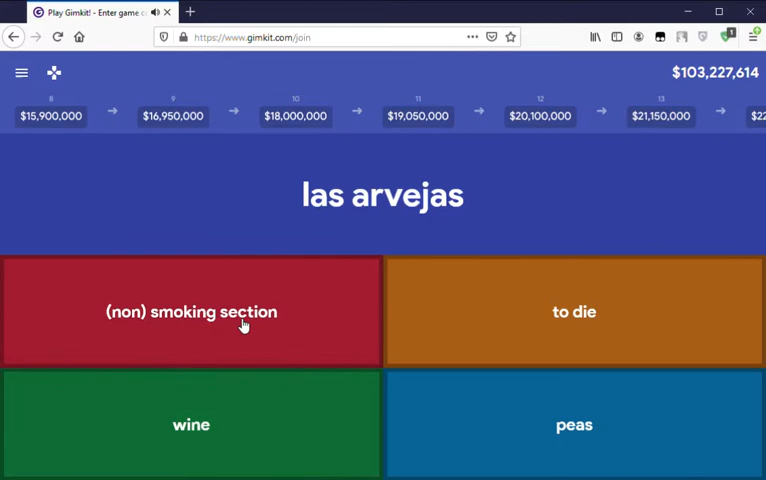 Play Gimkit! - Enter game c
https://www.gimkit.com/join
1
$103,227,614
8 9 10 11 12 13
$15,900,000 → $16,950,000 → $18,000,000 → $19,050,000 → $20,100,000 → $21,150,000 → $22
las arvejas
(non) smoking section
to die
wine
peas